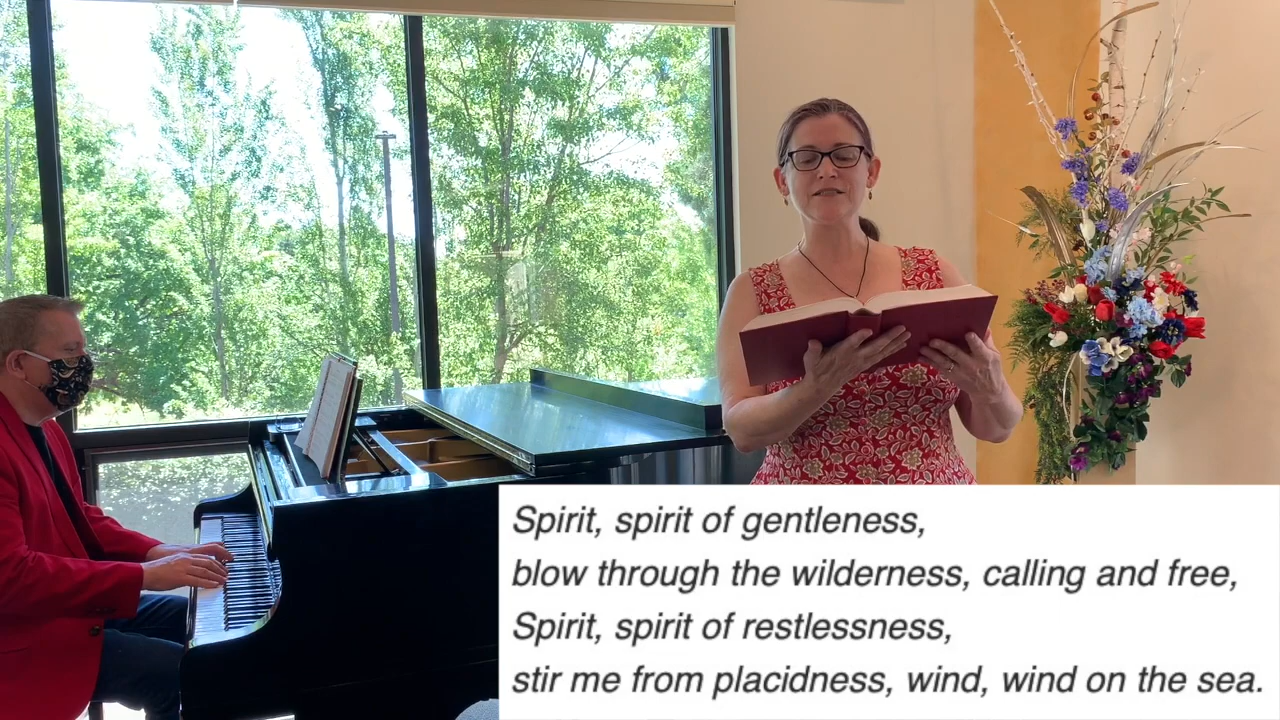 Spirit, spirit of gentleness,
blow through the wilderness, calling and free,
Spirit, spirit of restlessness,
stir me from placidness, wind, wind on the sea.